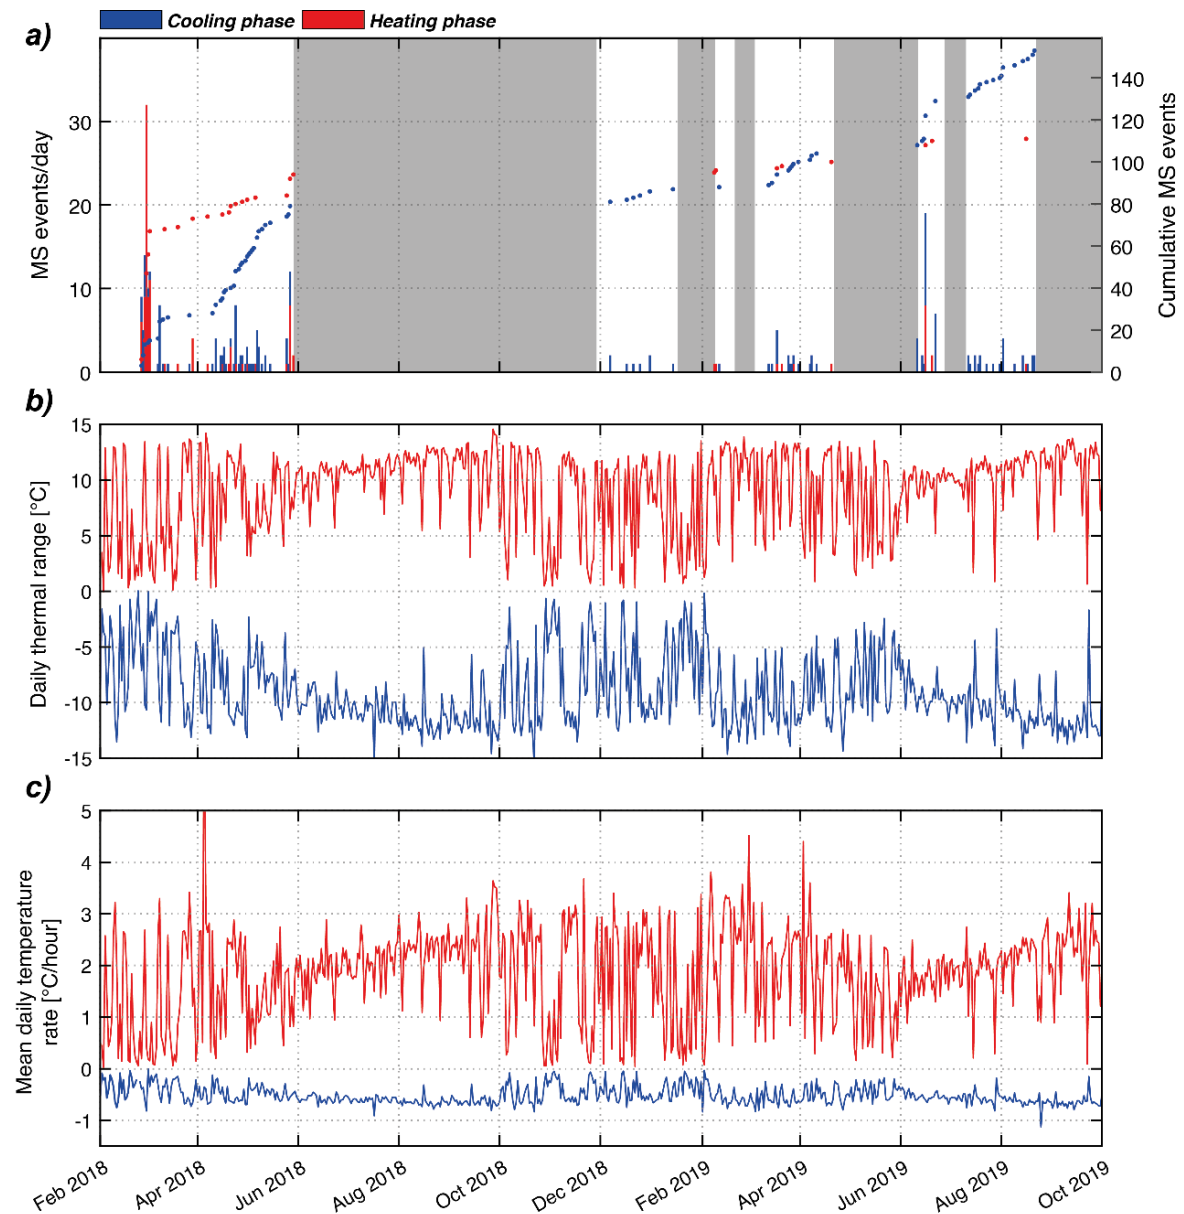 Cooling phase Heating phase
a)
MS events/day
30
20
10
0
140
120
100
80
60
40
20
0
Cumulative MS events
b)
Daily thermal range [°C]
15
10
5
0
-5
-10
-15
c)
Mean daily temperature
rate [°C/hour]
5
4
3
2
1
0
-1
Feb 2018 Apr 2018 Jun 2018 Aug 2018 Oct 2018 Dec 2018 Feb 2019 Apr 2019 Jun 2019 Aug 2019 Oct 2019